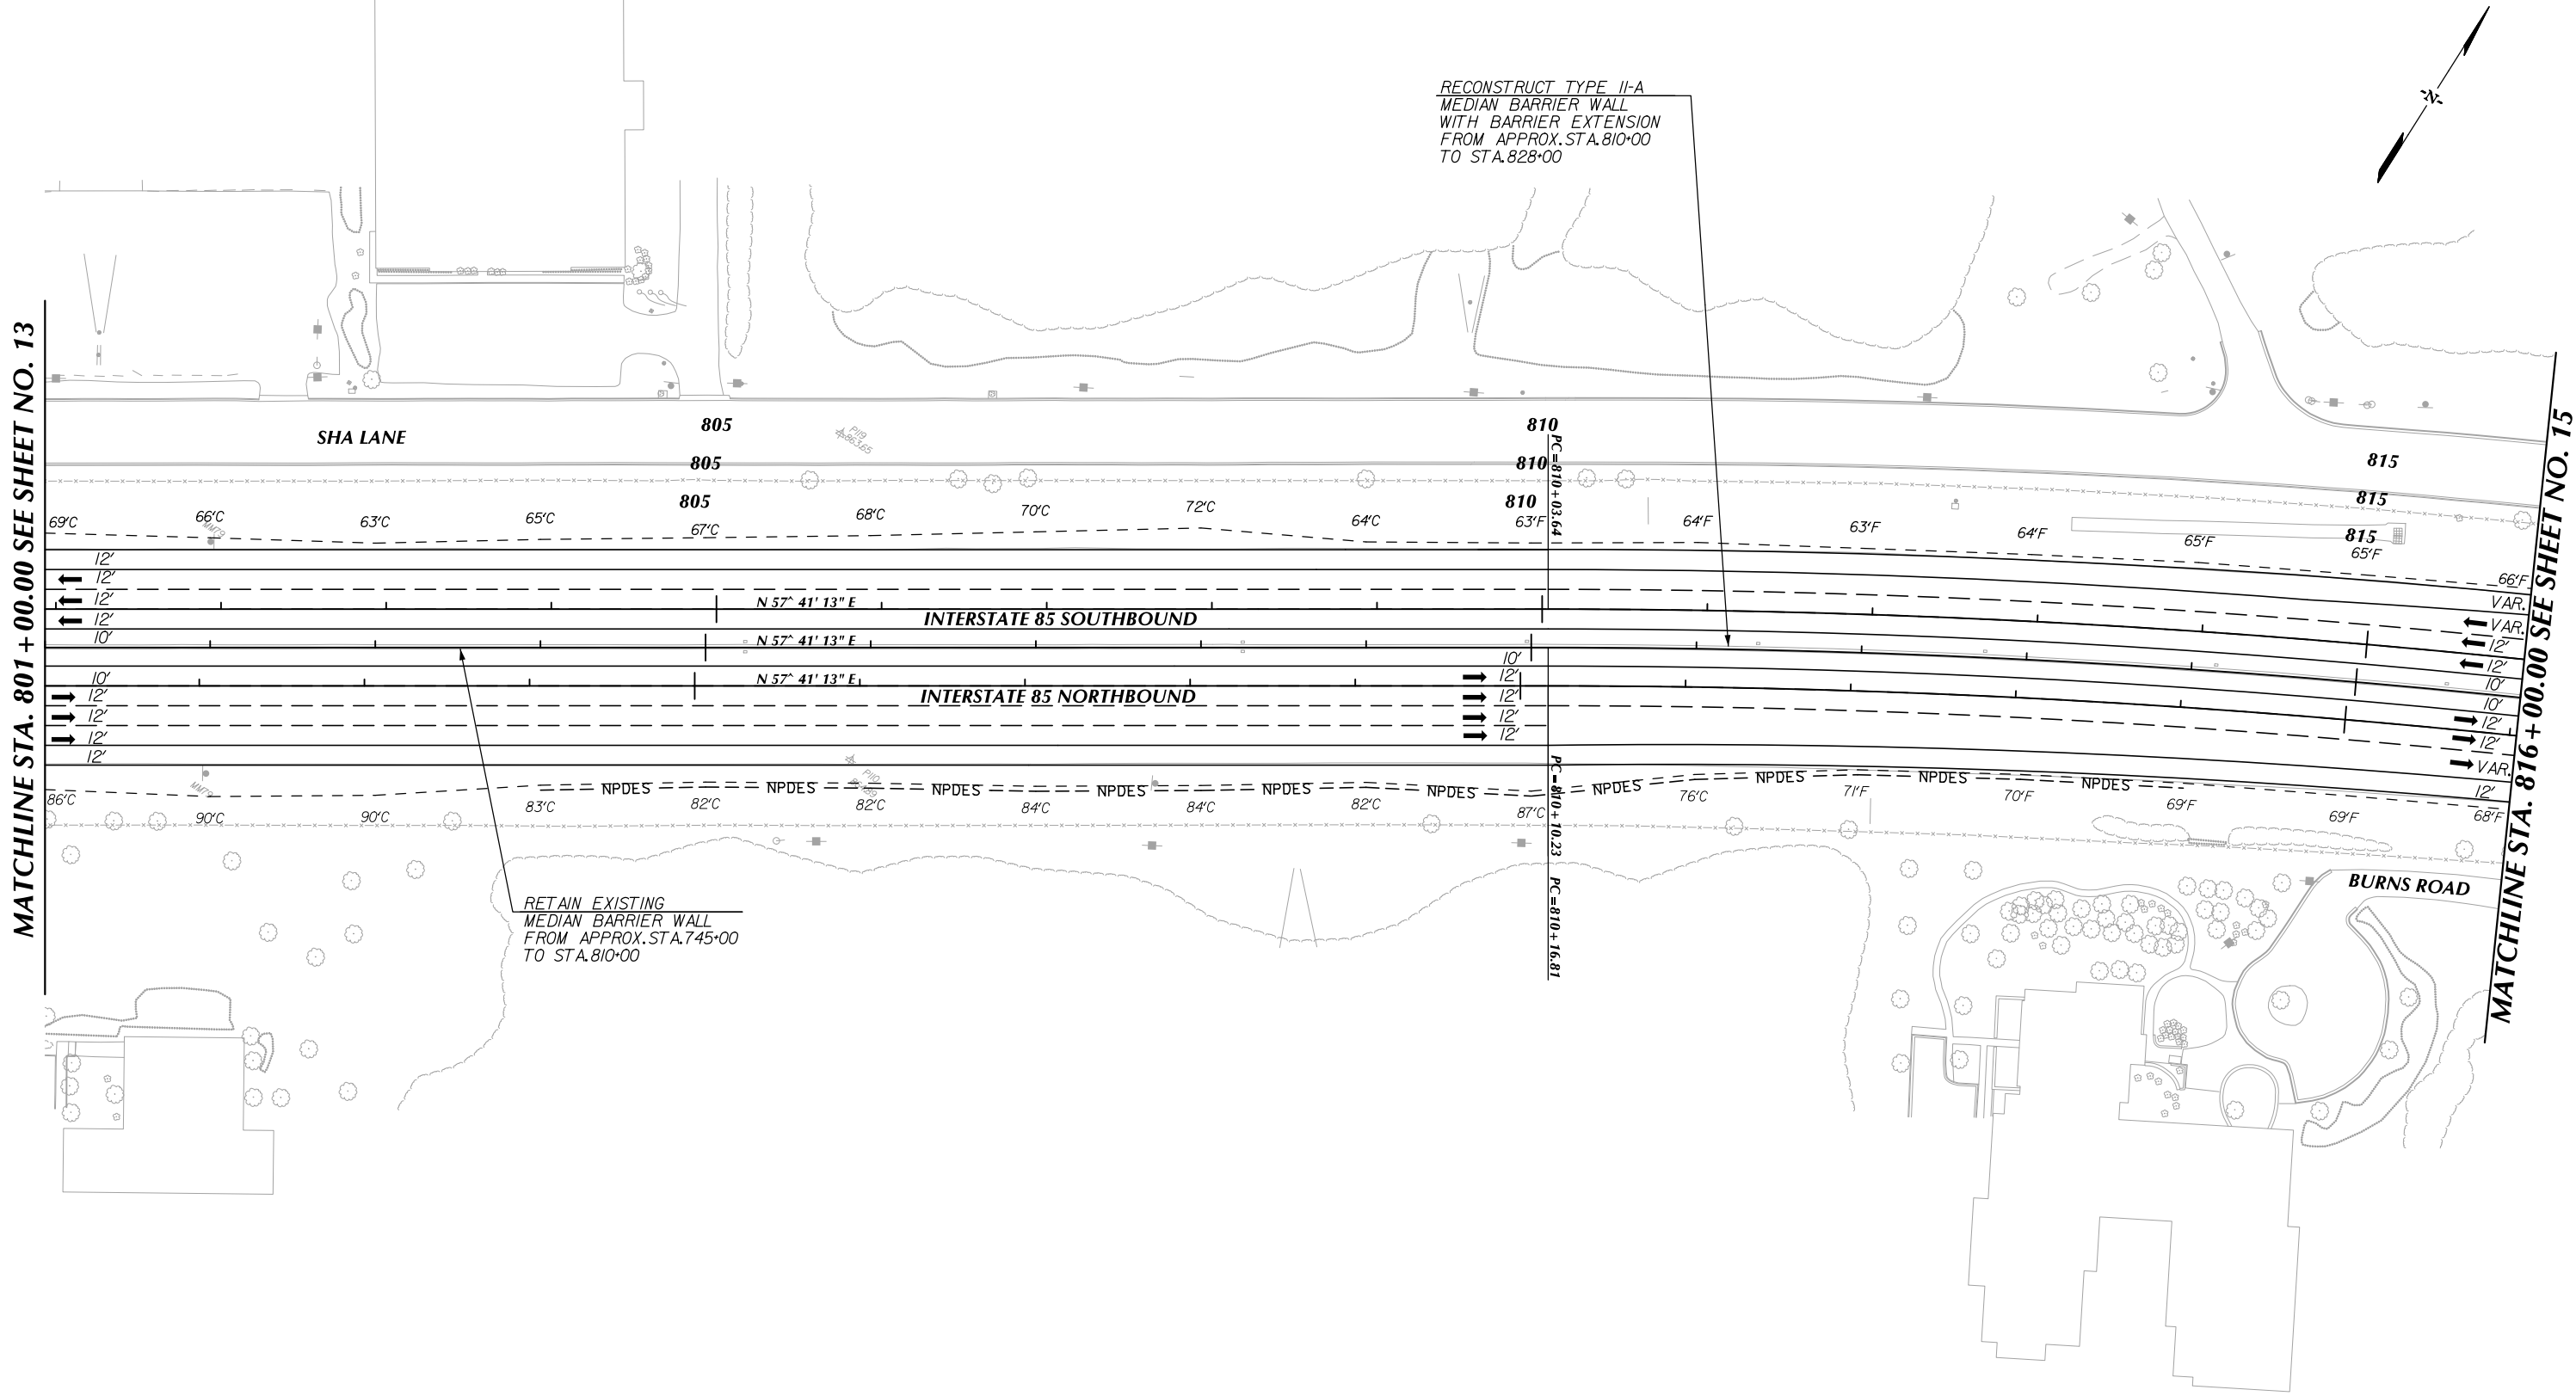 RECONSTRUCT TYPE II-A
MEDIAN BARRIER WALL
WITH BARRIER EXTENSION
FROM APPROX. STA. 810+00
TO STA. 828+00
-N-
MATCHLINE STA. 801+00.00 SEE SHEET NO. 13
SHA LANE
805
810
P119
863.65
805
810
815
805
810
815
815
PC=810+03.64
69'C
66'C
MM79
63'C
65'C
67'C
68'C
70'C
72'C
64'C
63'F
64'F
63'F
64'F
65'F
65'F
66'F
12'
12'
12'
12'
10'
N 57^ 41' 13" E
INTERSTATE 85 SOUTHBOUND
N 57^ 41' 13" E
VAR.
VAR.
12'
12'
10'
10'
10'
12'
12'
12'
12'
N 57^ 41' 13" E
INTERSTATE 85 NORTHBOUND
10'
12'
12'
12'
12'
12'
12'
VAR.
12'
MM79
P110
NPDES
NPDES
NPDES
NPDES
NPDES
NPDES
NPDES
NPDES
NPDES
NPDES
86'C
90'C
90'C
83'C
82'C
82'C
84'C
84'C
82'C
87'C
76'C
71'F
70'F
69'F
69'F
68'F
PC=810+10.23
PC=810+16.81
BURNS ROAD
RETAIN EXISTING
MEDIAN BARRIER WALL
FROM APPROX. STA. 745+00
TO STA. 810+00
MATCHLINE STA. 816+00.00 SEE SHEET NO. 15